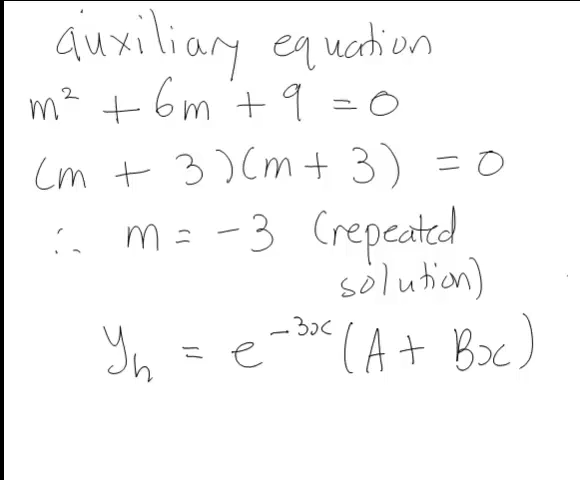 auxiliary equation
m² + 6m + 9 = 0
(m + 3)(m + 3) = 0
∴ m = -3 (repeated
solution)
yₕ = e⁻³ˣ(A + Bx)